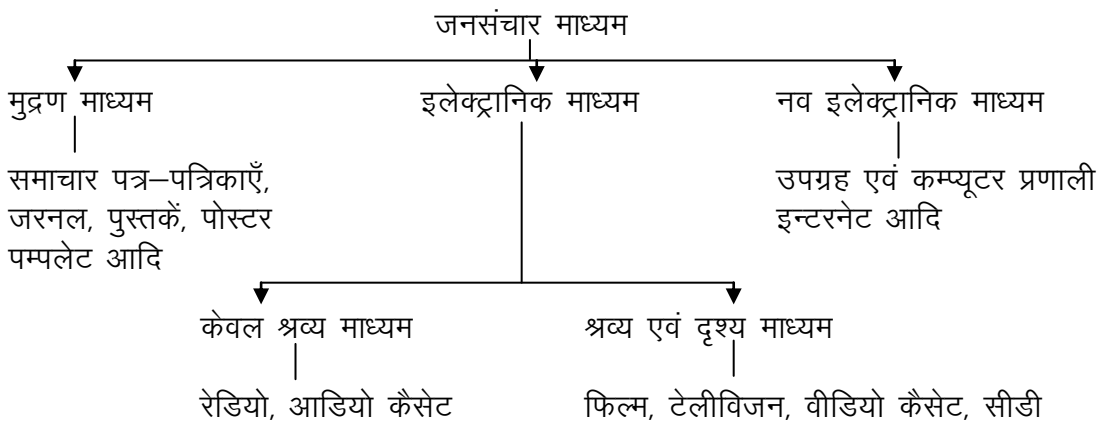 जनसंचार माध्यम
मुद्रण माध्यम
इलेक्ट्रानिक माध्यम
नव इलेक्ट्रानिक माध्यम
समाचार पत्र–पत्रिकाएँ,
जरनल, पुस्तकें, पोस्टर
पम्पलेट आदि
उपग्रह एवं कम्प्यूटर प्रणाली
इन्टरनेट आदि
केवल श्रव्य माध्यम
श्रव्य एवं दृश्य माध्यम
रेडियो, आडियो कैसेट
फिल्म, टेलीविजन, वीडियो कैसेट, सीडी